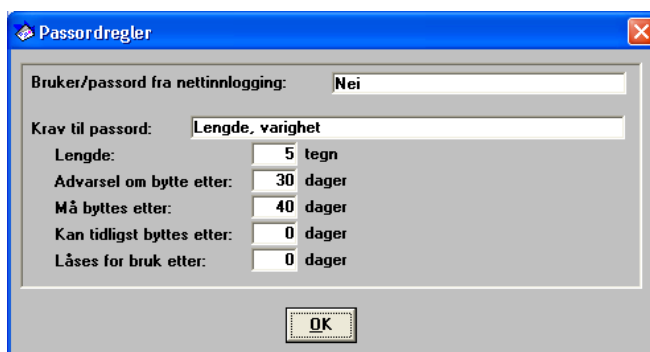 Passordregler
Bruker/passord fra nettinnlogging: Nei
Krav til passord: Lengde, varighet
Lengde: 5 tegn
Advarsel om bytte etter: 30 dager
Må byttes etter: 40 dager
Kan tidligst byttes etter: 0 dager
Låses for bruk etter: 0 dager
OK